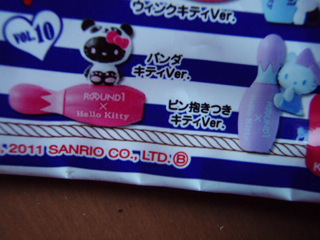 ウィンクキティVer.
VOL.10
パンダ
キティVer.
ROUND1
×
Hello Kitty
ピン抱きつき
キティVer.
, 2011 SANRIO CO., LTD. Ⓑ